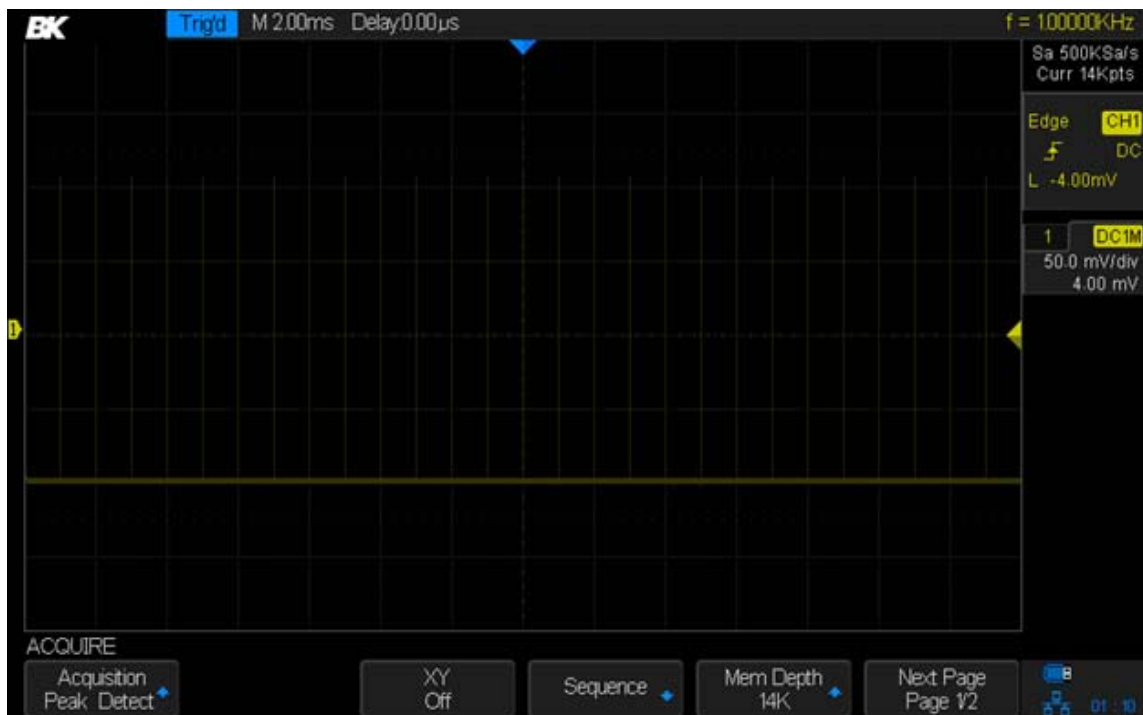 BK Trig'd M 2.00ms Delay:0.00µs f = 1.00000KHz
Sa 500KSa/s
Curr 14Kpts
Edge CH1
DC
L -4.00mV
1 DC1M
50.0 mV/div
4.00 mV
1
ACQUIRE
Acquisition
Peak Detect
XY
Off
Sequence
Mem Depth
14K
Next Page
Page 1/2
01 : 10